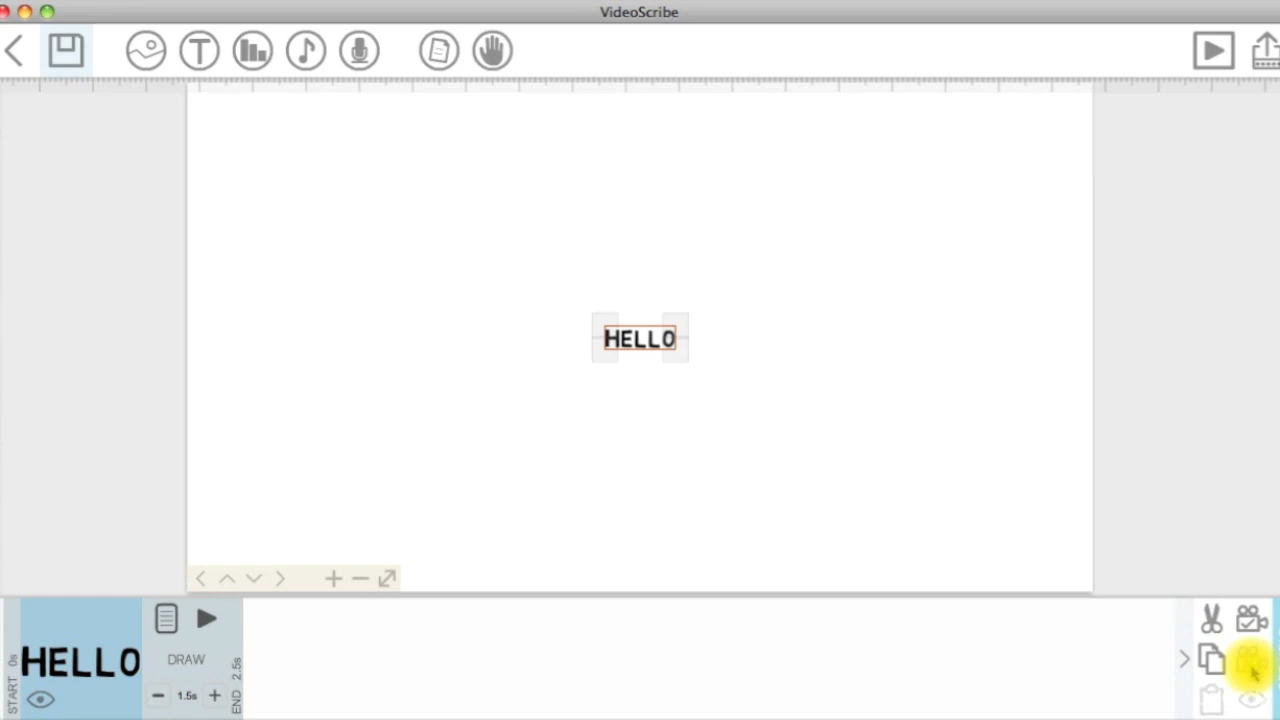 VideoScribe
T
HELLO
HELLO
START 0s
DRAW
1.5s
END 2.5s